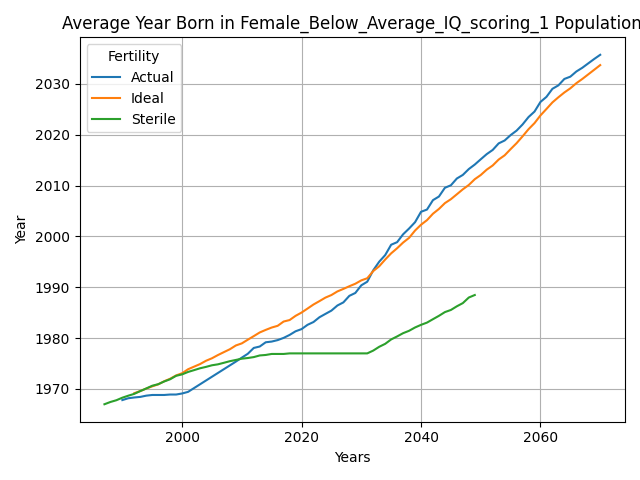 Average Year Born in Female_Below_Average_IQ_scoring_1 Population
Fertility
Actual
Ideal
Sterile
2030
2020
2010
2000
1990
1980
1970
Year
2000
2020
2040
2060
Years